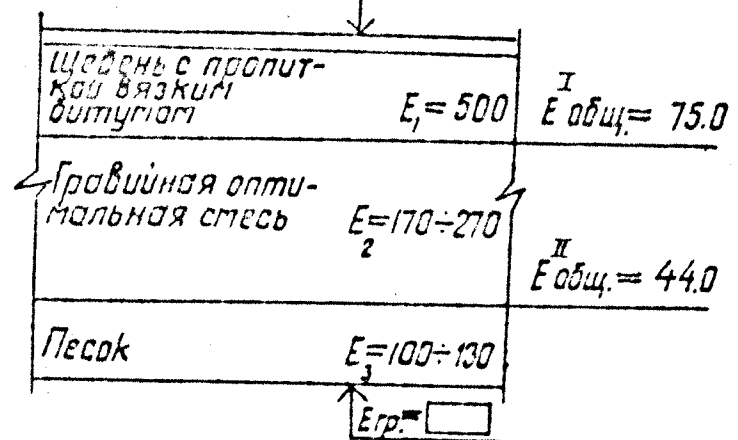 Щебень с пропит-
кой вязким
битумом E₁= 500
I
E общ.= 75.0
Гравийная опти-
мальная смесь E₂=170÷270
II
E общ.= 44.0
Песок E₃=100÷130
Eгр.=